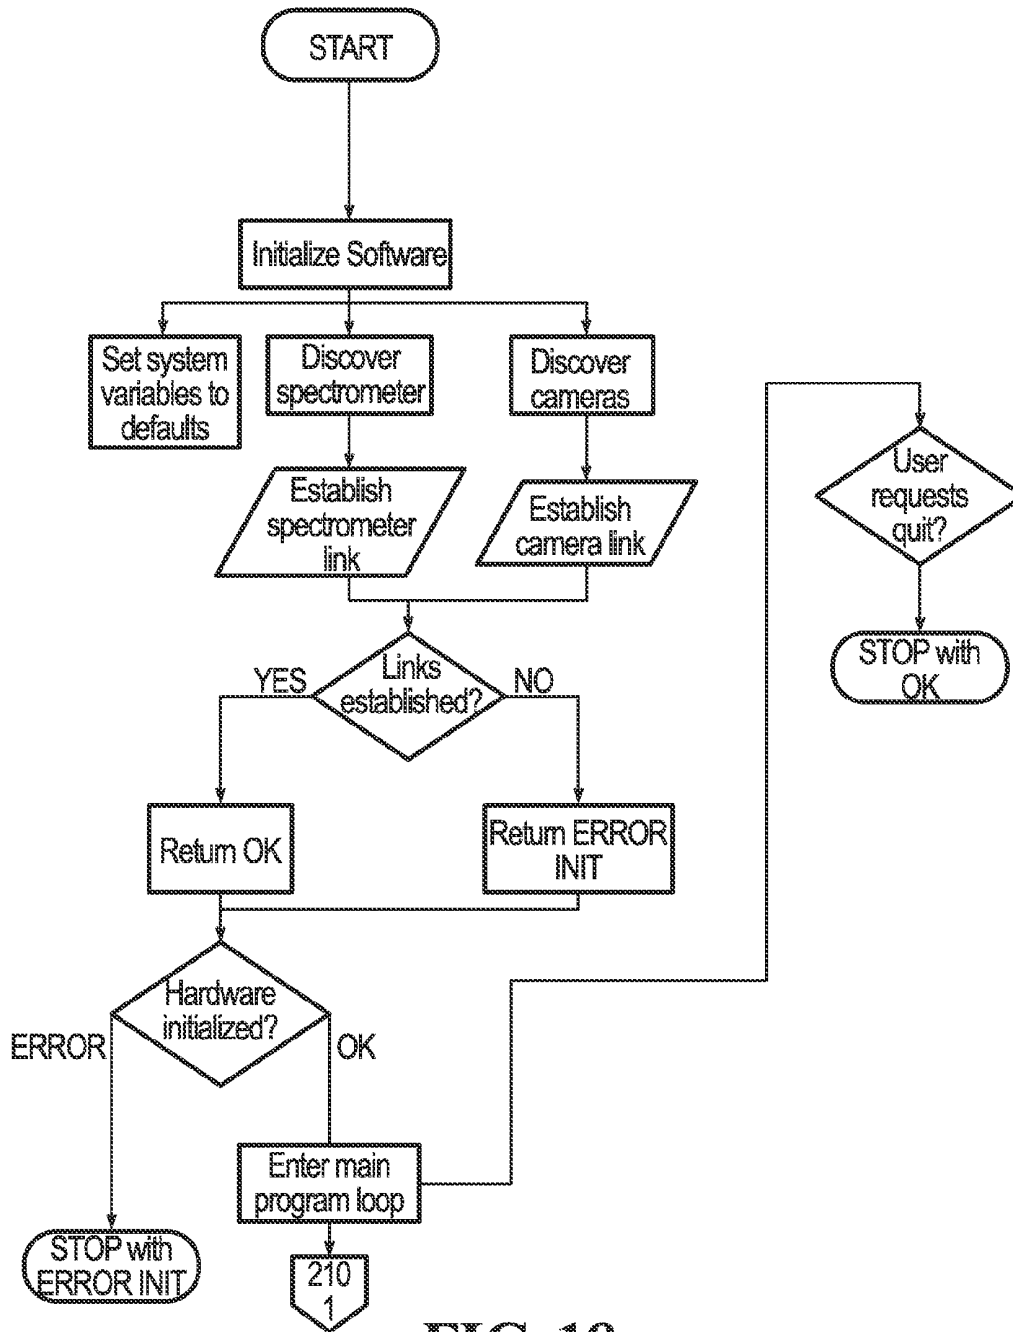 START
Initialize Software
Set system
variables to
defaults
Discover
spectrometer
Discover
cameras
Establish
spectrometer
link
Establish
camera link
User
requests
quit?
STOP with
OK
Links
established?
YES
NO
Return OK
Return ERROR
INIT
Hardware
initialized?
ERROR
OK
Enter main
program loop
STOP with
ERROR INIT
210
1